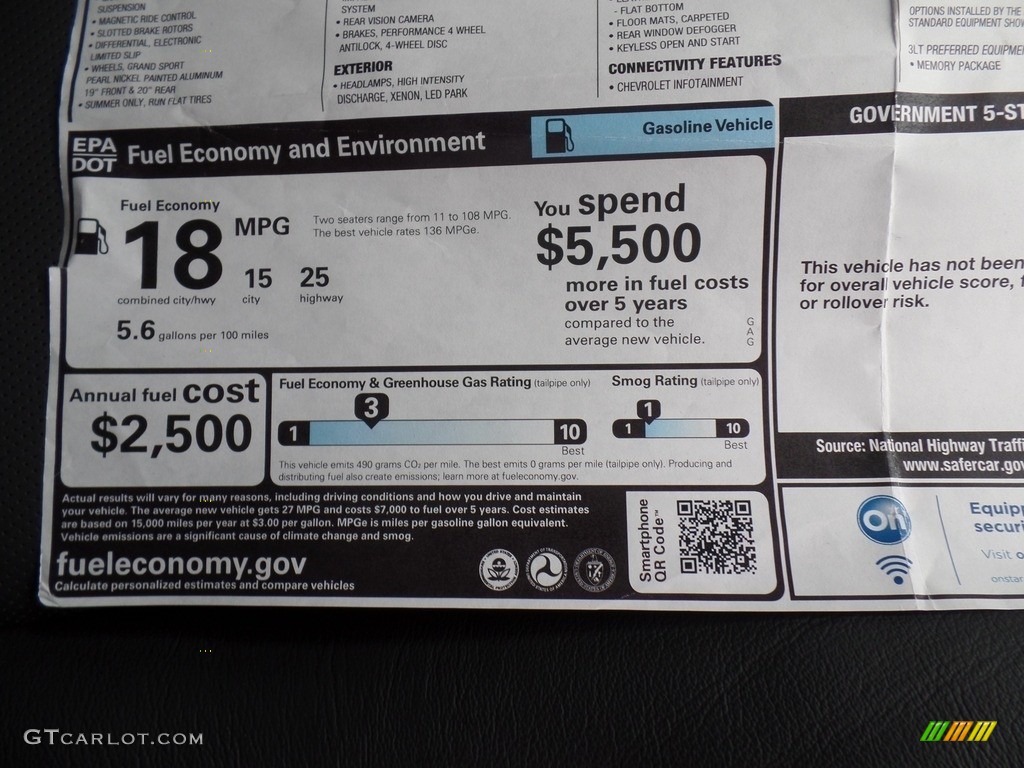 SUSPENSION
• MAGNETIC RIDE CONTROL
• SLOTTED BRAKE ROTORS
• DIFFERENTIAL, ELECTRONIC
LIMITED SLIP
• WHEELS, GRAND SPORT
PEARL NICKEL PAINTED ALUMINUM
19" FRONT & 20" REAR
• SUMMER ONLY, RUN FLAT TIRES
SYSTEM
• REAR VISION CAMERA
• BRAKES, PERFORMANCE 4 WHEEL
ANTILOCK, 4-WHEEL DISC
EXTERIOR
• HEADLAMPS, HIGH INTENSITY
DISCHARGE, XENON, LED PARK
- FLAT BOTTOM
• FLOOR MATS, CARPETED
• REAR WINDOW DEFOGGER
• KEYLESS OPEN AND START
CONNECTIVITY FEATURES
• CHEVROLET INFOTAINMENT
OPTIONS INSTALLED BY THE
STANDARD EQUIPMENT
3LT PREFERRED
• MEMORY PACKAGE
EPA
DOT
Fuel Economy and Environment
Gasoline Vehicle
Fuel Economy
18 MPG
combined city/hwy
15
city
25
highway
5.6 gallons per 100 miles
Two seaters range from 11 to 108 MPG.
The best vehicle rates 136 MPGe.
You spend
$5,500
more in fuel costs
over 5 years
compared to the
average new vehicle.
G
A
G
Annual fuel cost
$2,500
Fuel Economy & Greenhouse Gas Rating (tailpipe only)
3
1
10
Best
Smog Rating (tailpipe only)
1
1
10
Best
This vehicle emits 490 grams CO₂ per mile. The best emits 0 grams per mile (tailpipe only). Producing and
distributing fuel also create emissions; learn more at fueleconomy.gov.
Actual results will vary for many reasons, including driving conditions and how you drive and maintain
your vehicle. The average new vehicle gets 27 MPG and costs $7,000 to fuel over 5 years. Cost estimates
are based on 15,000 miles per year at $3.00 per gallon. MPGe is miles per gasoline gallon equivalent.
Vehicle emissions are a significant cause of climate change and smog.
fueleconomy.gov
Calculate personalized estimates and compare vehicles
Smartphone
QR Code™
GOVERNMENT 5-ST
This vehicle has not been
for overall vehicle score, f
or rollover risk.
Source: National Highway Traffi
www.safercar.gov
On
Equipp
securi
Visit o
onstar
GTCARLOT.COM